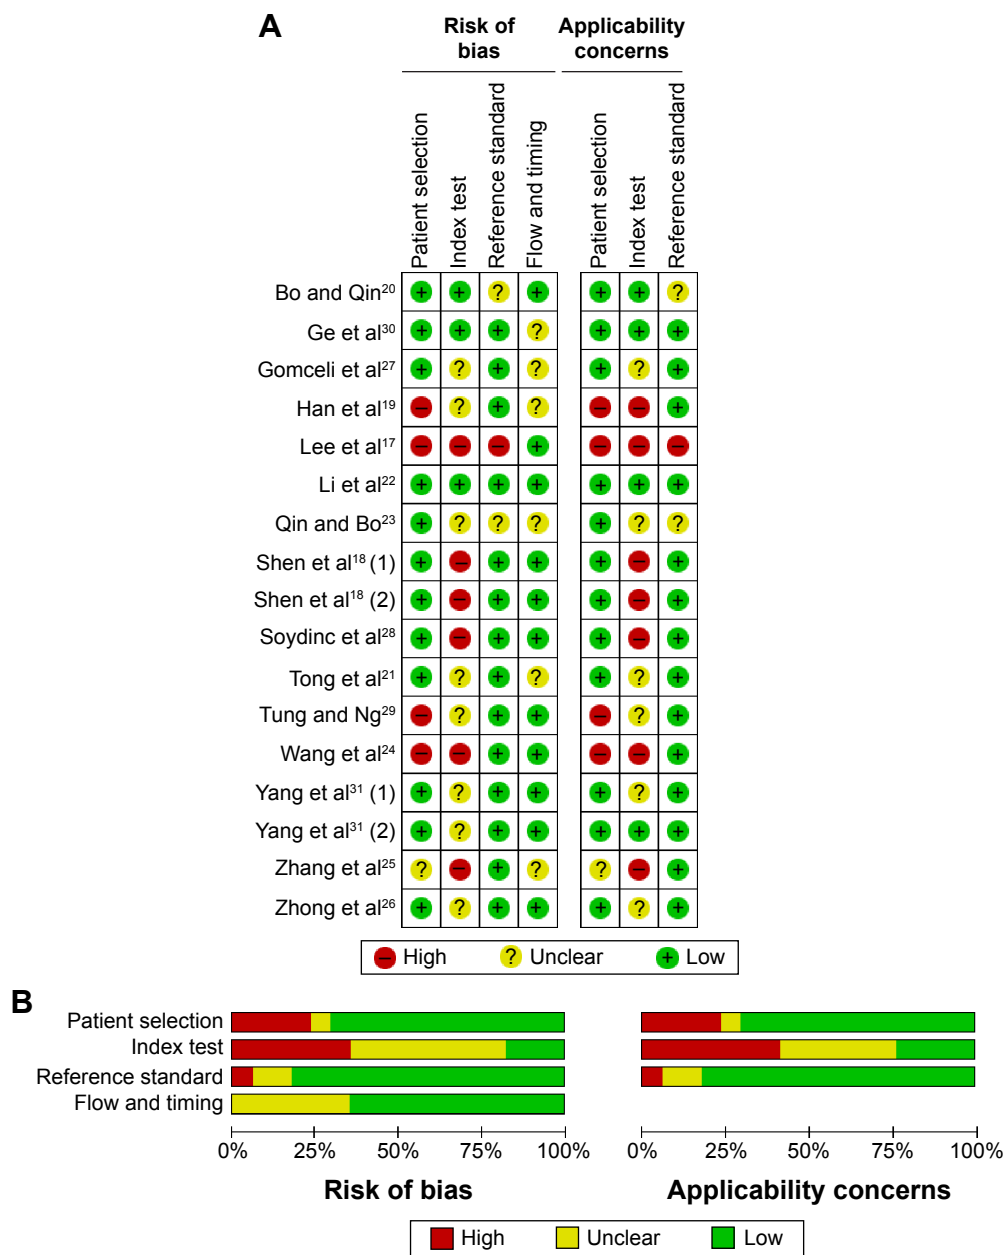 A
Risk of bias
Applicability concerns
Patient selection
Index test
Reference standard
Flow and timing
Patient selection
Index test
Reference standard
Bo and Qin²⁰ + + ? + + + ?
Ge et al³⁰ + + + ? + + +
Gomceli et al²⁷ + ? + ? + ? +
Han et al¹⁹ – ? + ? – – +
Lee et al¹⁷ – – – + – – –
Li et al²² + + + + + + +
Qin and Bo²³ + ? ? ? + ? ?
Shen et al¹⁸ (1) + – + + + – +
Shen et al¹⁸ (2) + – + + + – +
Soydinc et al²⁸ + – + + + – +
Tong et al²¹ + ? + ? + ? +
Tung and Ng²⁹ – ? + + – ? +
Wang et al²⁴ – – + + – – +
Yang et al³¹ (1) + ? + + + ? +
Yang et al³¹ (2) + ? + + + + +
Zhang et al²⁵ ? – + ? ? – +
Zhong et al²⁶ + ? + + + ? +
– High ? Unclear + Low
B
Patient selection
Index test
Reference standard
Flow and timing
0% 25% 50% 75% 100%
Risk of bias
0% 25% 50% 75% 100%
Applicability concerns
High Unclear Low